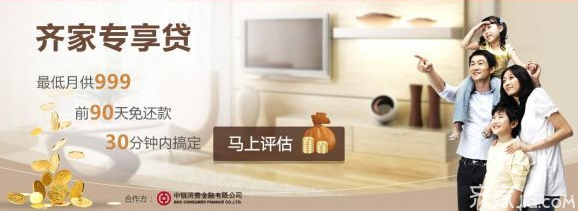 齐家专享贷
最低月供999
前90天免还款
30分钟内搞定
马上评估
合作方：中银消费金融有限公司
BOC CONSUMER FINANCE CO.,LTD.